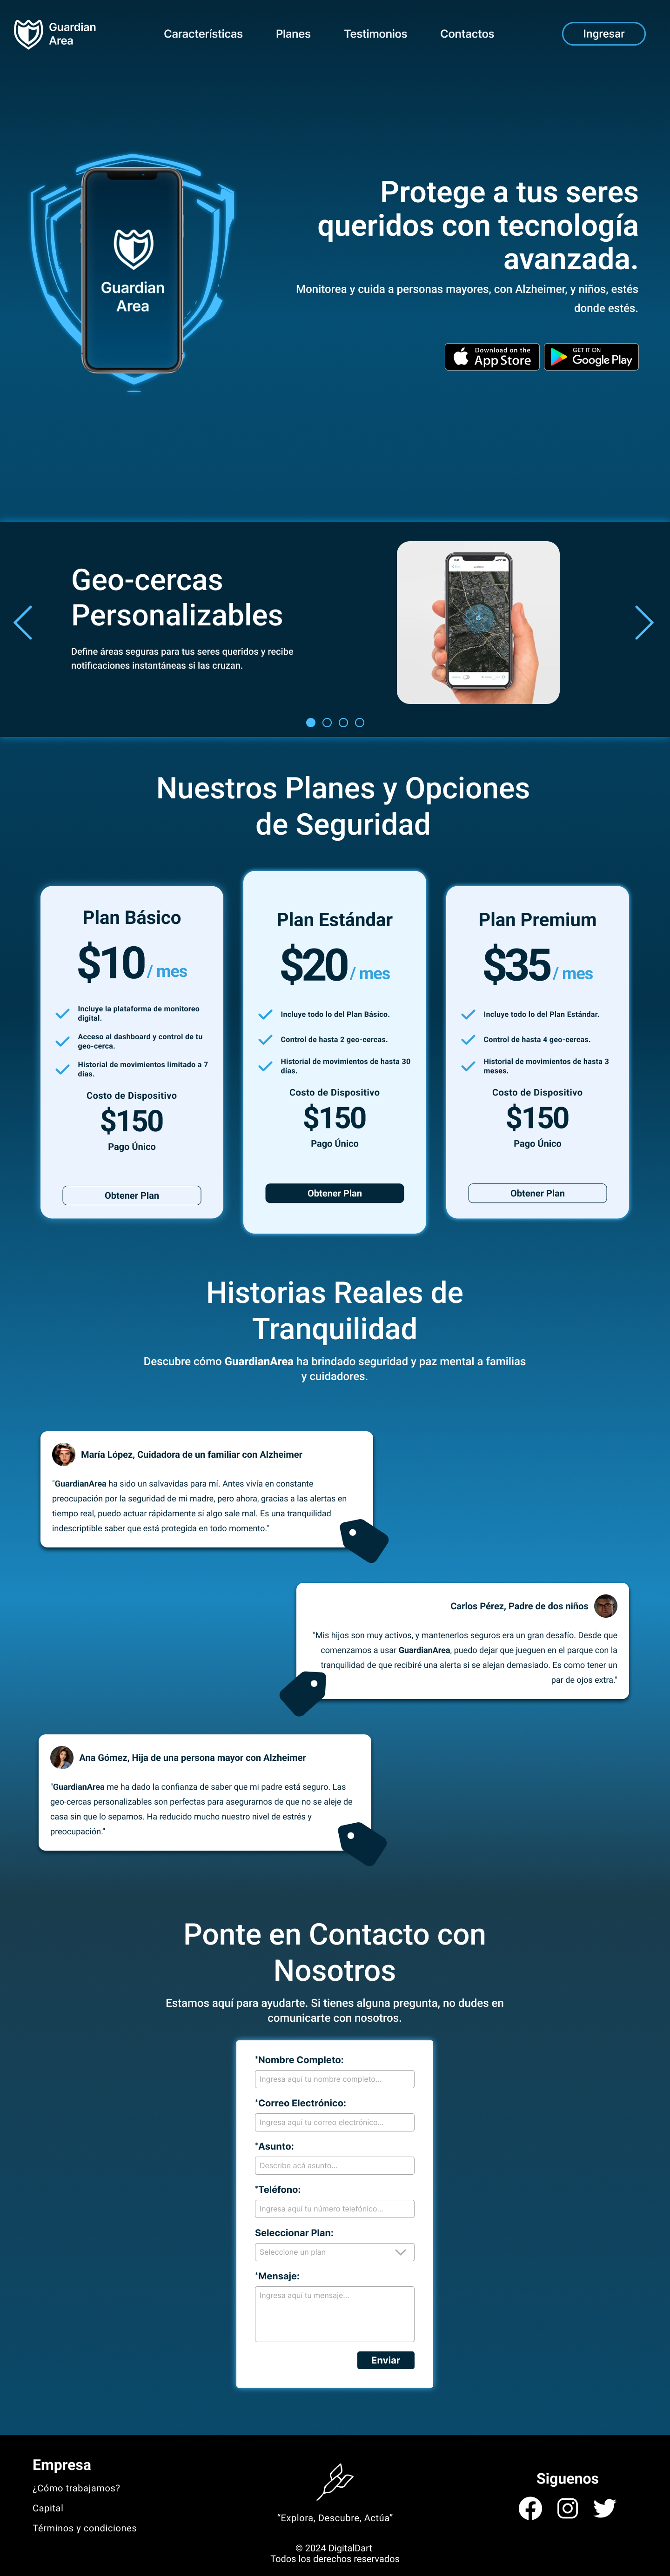 Guardian
Area
Características
Planes
Testimonios
Contactos
Ingresar
Guardian
Area
Protege a tus seres
queridos con tecnología
avanzada.
Monitorea y cuida a personas mayores, con Alzheimer, y niños, estés
donde estés.
Download on the
App Store
GET IT ON
Google Play
Geo-cercas
Personalizables
Define áreas seguras para tus seres queridos y recibe
notificaciones instantáneas si las cruzan.
Nuestros Planes y Opciones
de Seguridad
Plan Básico
$10 / mes
Incluye la plataforma de monitoreo
digital.
Acceso al dashboard y control de tu
geo-cerca.
Historial de movimientos limitado a 7
días.
Costo de Dispositivo
$150
Pago Único
Obtener Plan
Plan Estándar
$20 / mes
Incluye todo lo del Plan Básico.
Control de hasta 2 geo-cercas.
Historial de movimientos de hasta 30
días.
Costo de Dispositivo
$150
Pago Único
Obtener Plan
Plan Premium
$35 / mes
Incluye todo lo del Plan Estándar.
Control de hasta 4 geo-cercas.
Historial de movimientos de hasta 3
meses.
Costo de Dispositivo
$150
Pago Único
Obtener Plan
Historias Reales de
Tranquilidad
Descubre cómo GuardianArea ha brindado seguridad y paz mental a familias
y cuidadores.
María López, Cuidadora de un familiar con Alzheimer
"GuardianArea ha sido un salvavidas para mí. Antes vivía en constante
preocupación por la seguridad de mi madre, pero ahora, gracias a las alertas en
tiempo real, puedo actuar rápidamente si algo sale mal. Es una tranquilidad
indescriptible saber que está protegida en todo momento."
Carlos Pérez, Padre de dos niños
"Mis hijos son muy activos, y mantenerlos seguros era un gran desafío. Desde que
comenzamos a usar GuardianArea, puedo dejar que jueguen en el parque con la
tranquilidad de que recibiré una alerta si se alejan demasiado. Es como tener un
par de ojos extra."
Ana Gómez, Hija de una persona mayor con Alzheimer
"GuardianArea me ha dado la confianza de saber que mi padre está seguro. Las
geo-cercas personalizables son perfectas para asegurarnos de que no se aleje de
casa sin que lo sepamos. Ha reducido mucho nuestro nivel de estrés y
preocupación."
Ponte en Contacto con
Nosotros
Estamos aquí para ayudarte. Si tienes alguna pregunta, no dudes en
comunicarte con nosotros.
*Nombre Completo:
Ingresa aquí tu nombre completo...
*Correo Electrónico:
Ingresa aquí tu correo electrónico...
*Asunto:
Describe acá asunto...
*Teléfono:
Ingresa aquí tu número telefónico...
Seleccionar Plan:
Seleccione un plan
*Mensaje:
Ingresa aquí tu mensaje...
Enviar
Empresa
¿Cómo trabajamos?
Capital
Términos y condiciones
“Explora, Descubre, Actúa”
© 2024 DigitalDart
Todos los derechos reservados
Siguenos